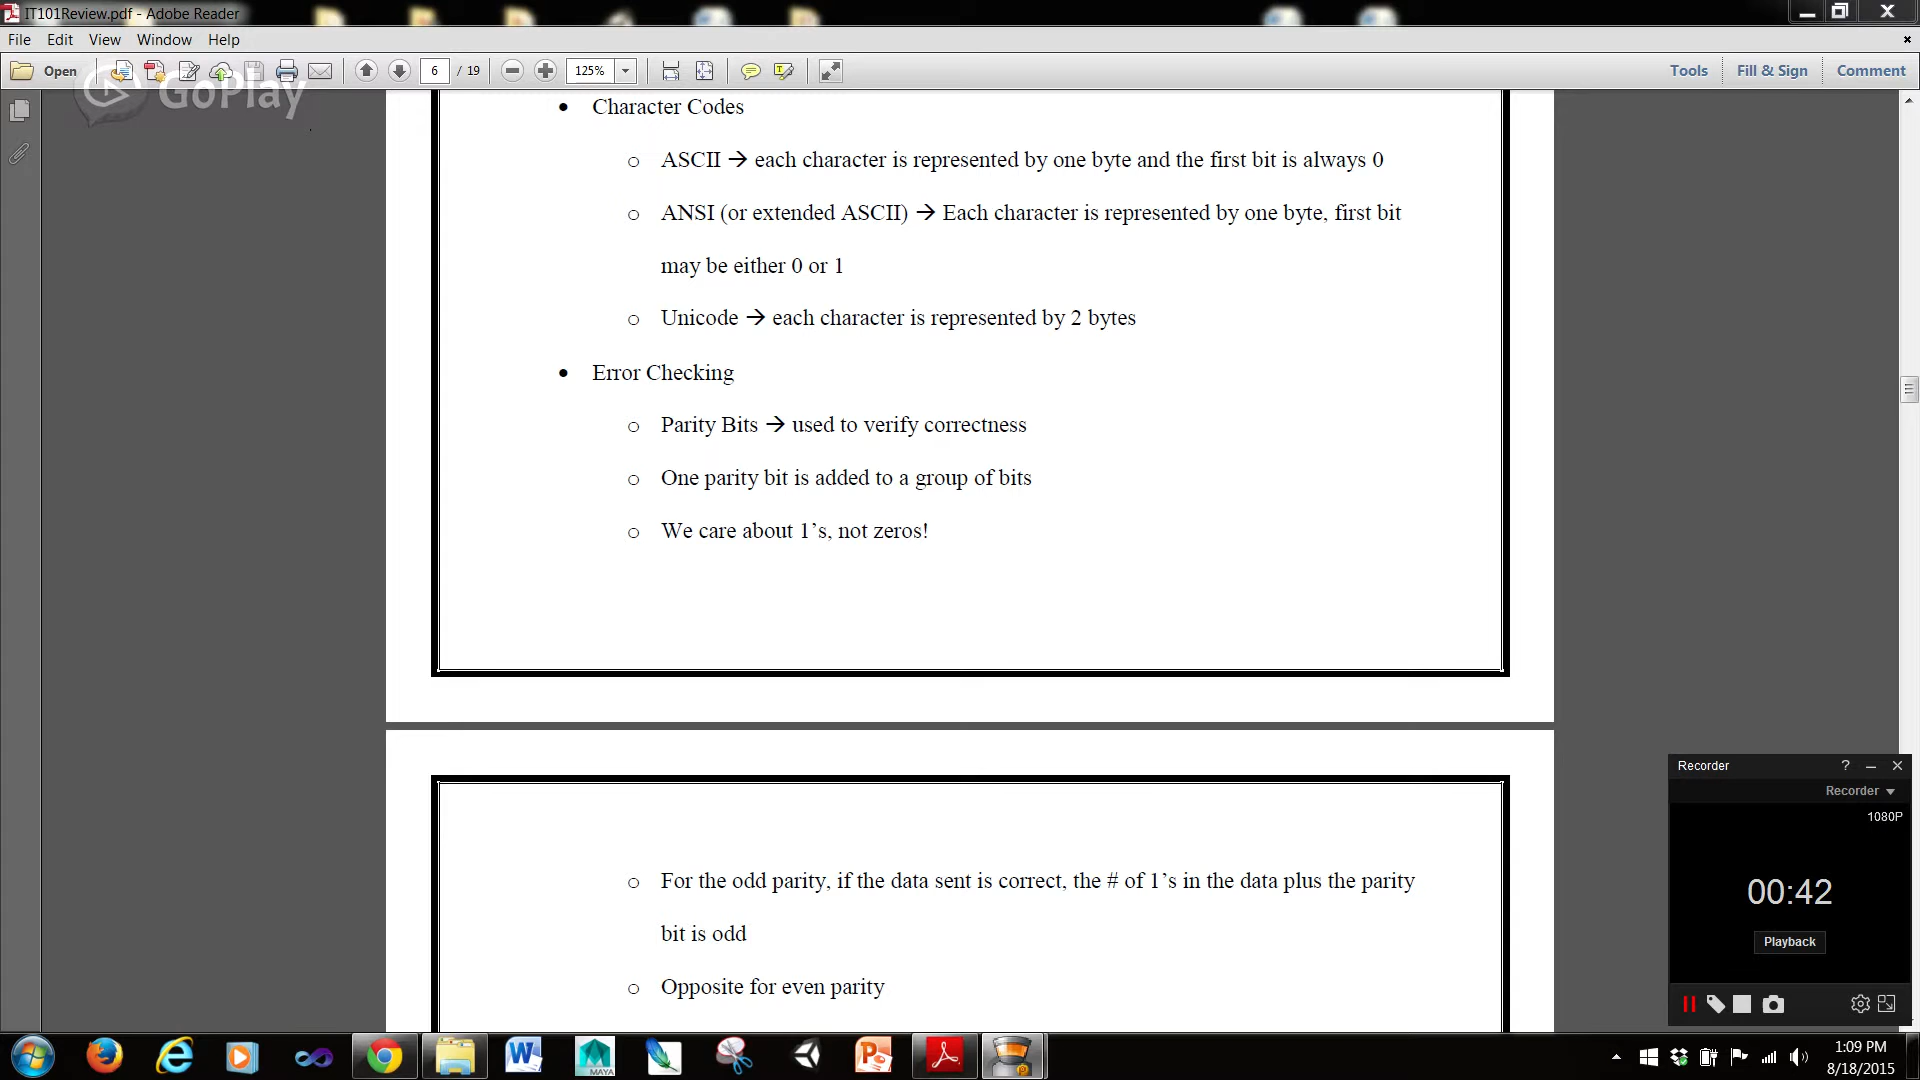 IT101Review.pdf - Adobe Reader
File Edit View Window Help
Open 6 / 19 125% Tools Fill & Sign Comment
GoPlay
• Character Codes
o ASCII → each character is represented by one byte and the first bit is always 0
o ANSI (or extended ASCII) → Each character is represented by one byte, first bit
may be either 0 or 1
o Unicode → each character is represented by 2 bytes
• Error Checking
o Parity Bits → used to verify correctness
o One parity bit is added to a group of bits
o We care about 1’s, not zeros!
o For the odd parity, if the data sent is correct, the # of 1’s in the data plus the parity
bit is odd
o Opposite for even parity
Recorder
Recorder
1080P
00:42
Playback
MAYA
1:09 PM
8/18/2015